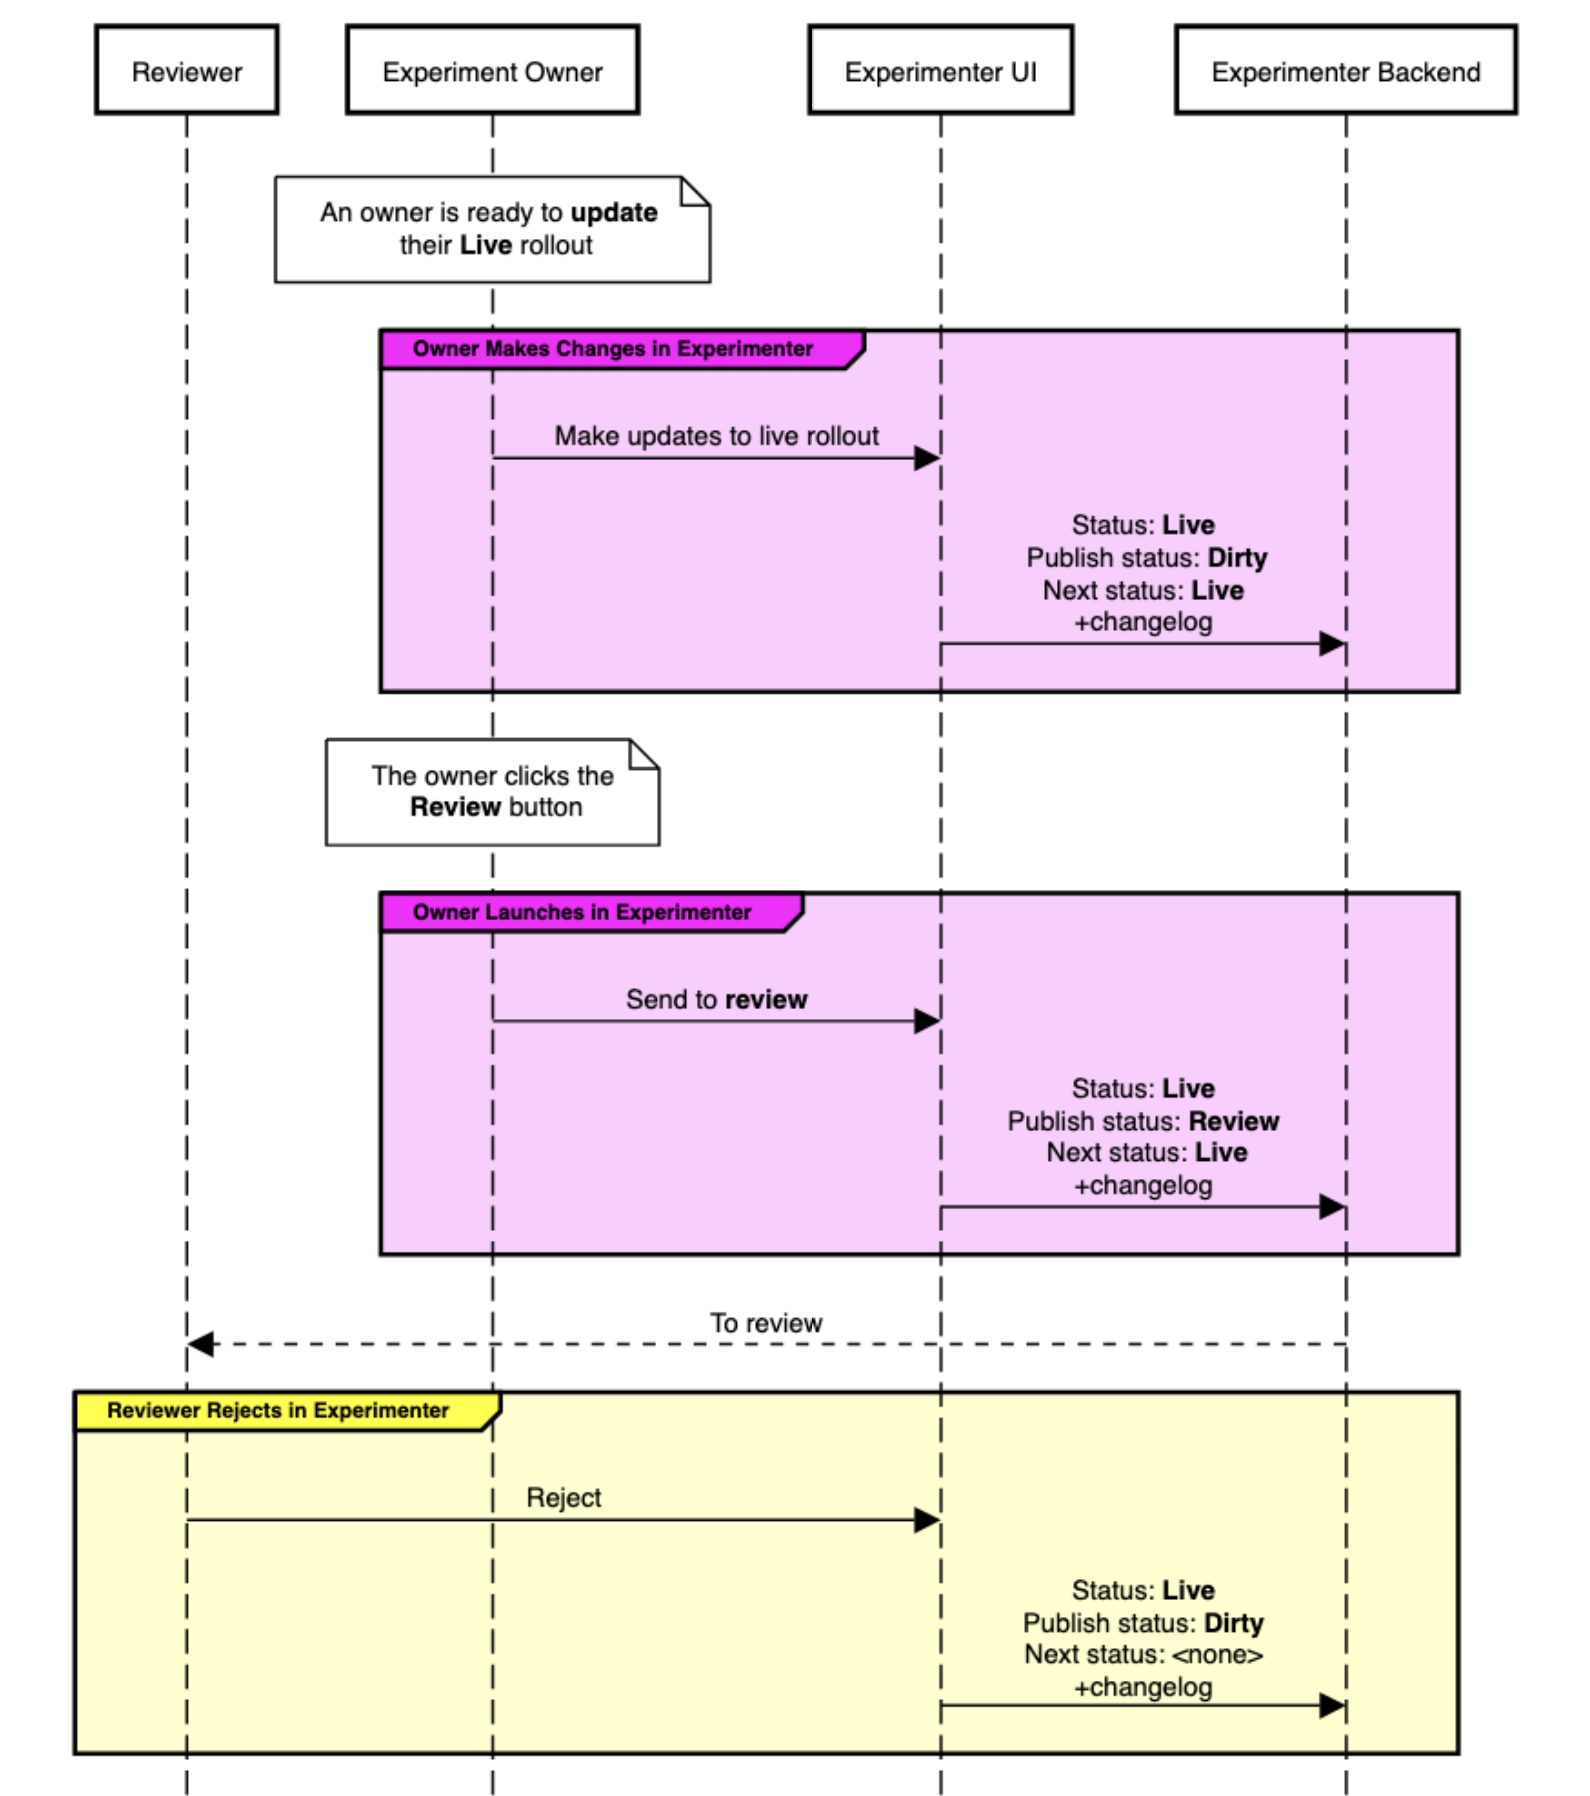 Reviewer
Experiment Owner
Experimenter UI
Experimenter Backend
An owner is ready to update
their Live rollout
Owner Makes Changes in Experimenter
Make updates to live rollout
Status: Live
Publish status: Dirty
Next status: Live
+changelog
The owner clicks the
Review button
Owner Launches in Experimenter
Send to review
Status: Live
Publish status: Review
Next status: Live
+changelog
To review
Reviewer Rejects in Experimenter
Reject
Status: Live
Publish status: Dirty
Next status: <none>
+changelog